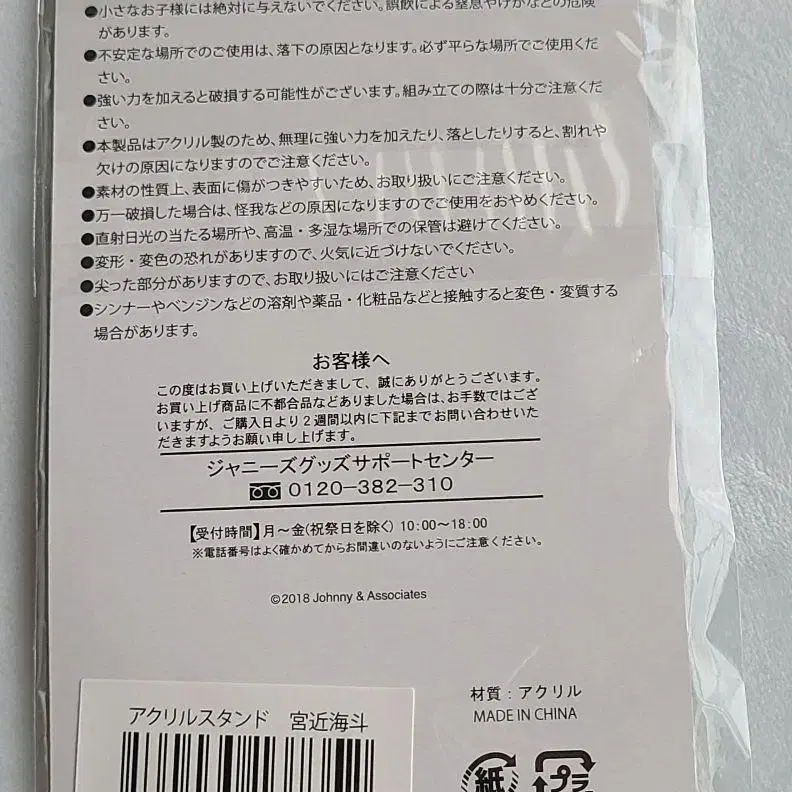 ●小さなお子様には絶対に与えないでください。誤飲による窒息やけがなどの危険
があります。
●不安定な場所でのご使用は、落下の原因となります。必ず平らな場所でご使用くだ
さい。
●強い力を加えると破損する可能性がございます。組み立ての際は十分ご注意くださ
い。
●本製品はアクリル製のため、無理に強い力を加えたり、落としたりすると、割れや
欠けの原因になりますのでご注意ください。
●素材の性質上、表面に傷がつきやすいため、お取り扱いにご注意ください。
●万一破損した場合は、怪我などの原因になりますのでご使用をおやめください。
●直射日光の当たる場所や、高温・多湿な場所での保管は避けてください。
●変形・変色の恐れがありますので、火気に近づけないでください。
●尖った部分がありますので、お取り扱いにはご注意ください
●シンナーやベンジンなどの溶剤や薬品・化粧品などと接触すると変色・変質する
場合があります。
お客様へ
この度はお買い上げいただきまして、誠にありがとうございます。
お買い上げ商品に不都合品などありました場合は、お手数ではござ
いますが、ご購入日より2週間以内に下記までお問い合わせいた
だきますようお願い申し上げます。
ジャニーズグッズサポートセンター
0120-382-310
【受付時間】月〜金(祝祭日を除く) 10:00〜18:00
※電話番号はよく確かめてからお間違いのないようにご注意ください。
©2018 Johnny & Associates
アクリルスタンド 宮近海斗
材質：アクリル
MADE IN CHINA
紙 プラ